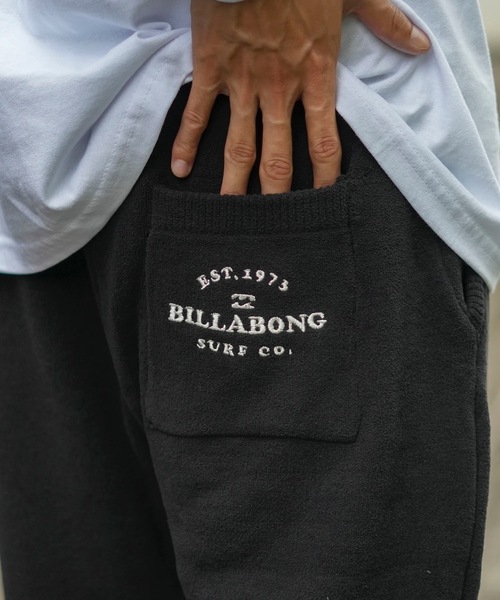 EST. 1973
BILLABONG
SURF CO.